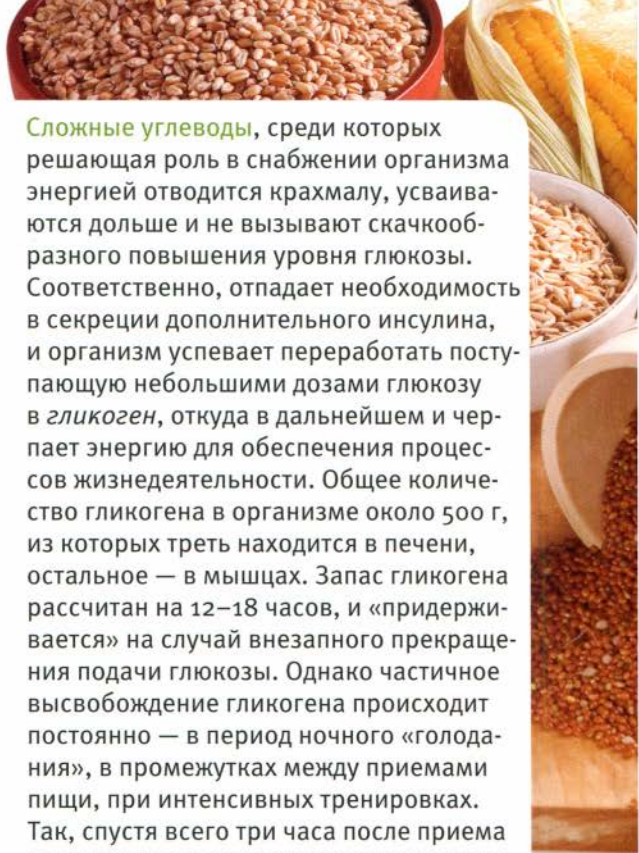 Сложные углеводы, среди которых
решающая роль в снабжении организма
энергией отводится крахмалу, усваива-
ются дольше и не вызывают скачкооб-
разного повышения уровня глюкозы.
Соответственно, отпадает необходимость
в секреции дополнительного инсулина,
и организм успевает переработать посту-
пающую небольшими дозами глюкозу
в гликоген, откуда в дальнейшем и чер-
пает энергию для обеспечения процес-
сов жизнедеятельности. Общее количе-
ство гликогена в организме около 500 г,
из которых треть находится в печени,
остальное — в мышцах. Запас гликогена
рассчитан на 12–18 часов, и «придержи-
вается» на случай внезапного прекраще-
ния подачи глюкозы. Однако частичное
высвобождение гликогена происходит
постоянно — в период ночного «голода-
ния», в промежутках между приемами
пищи, при интенсивных тренировках.
Так, спустя всего три часа после приема